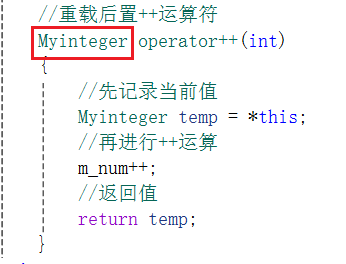 //重载后置++运算符
Myinteger operator++(int)
{
//先记录当前值
Myinteger temp = *this;
//再进行++运算
m_num++;
//返回值
return temp;
}